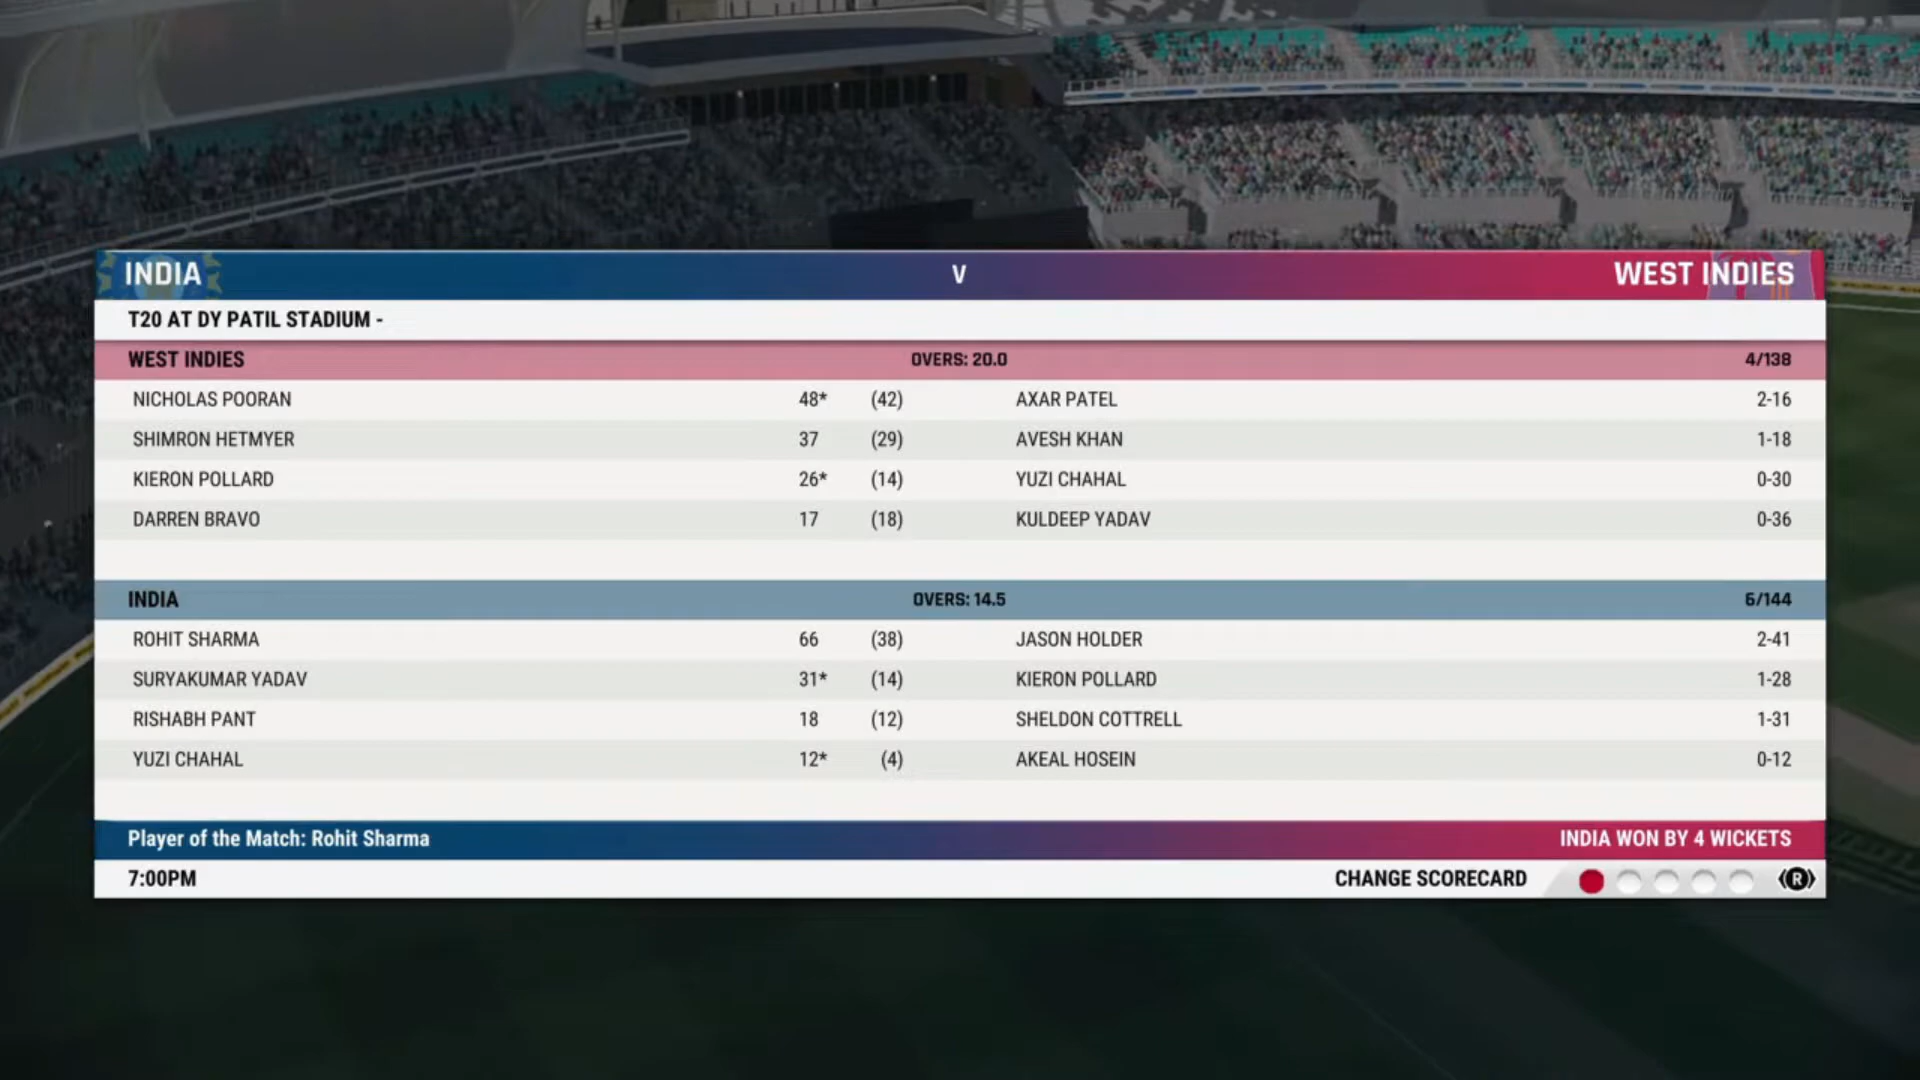 INDIA V WEST INDIES
T20 AT DY PATIL STADIUM -
WEST INDIES OVERS: 20.0 4/138
NICHOLAS POORAN 48* (42) AXAR PATEL 2-16
SHIMRON HETMYER 37 (29) AVESH KHAN 1-18
KIERON POLLARD 26* (14) YUZI CHAHAL 0-30
DARREN BRAVO 17 (18) KULDEEP YADAV 0-36
INDIA OVERS: 14.5 6/144
ROHIT SHARMA 66 (38) JASON HOLDER 2-41
SURYAKUMAR YADAV 31* (14) KIERON POLLARD 1-28
RISHABH PANT 18 (12) SHELDON COTTRELL 1-31
YUZI CHAHAL 12* (4) AKEAL HOSEIN 0-12
Player of the Match: Rohit Sharma INDIA WON BY 4 WICKETS
7:00PM CHANGE SCORECARD R